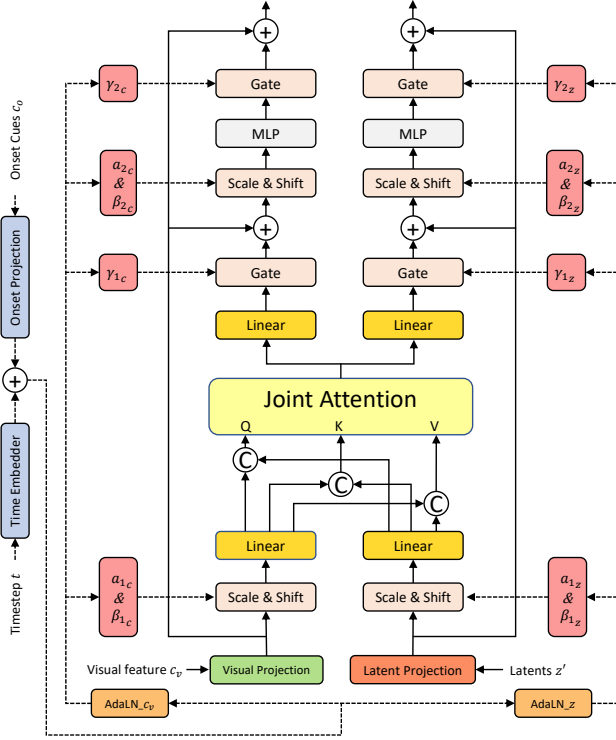 γ2c
Gate
Gate
γ2z
MLP
MLP
Onset Cues c_o
a2c
&
β2c
Scale & Shift
Scale & Shift
a2z
&
β2z
Onset Projection
γ1c
Gate
Gate
γ1z
Linear
Linear
Joint Attention
Q K V
C
C
C
Time Embedder
Linear
Linear
Timestep t
a1c
&
β1c
Scale & Shift
Scale & Shift
a1z
&
β1z
Visual feature c_v
Visual Projection
Latent Projection
Latents z′
AdaLN_c_v
AdaLN_z